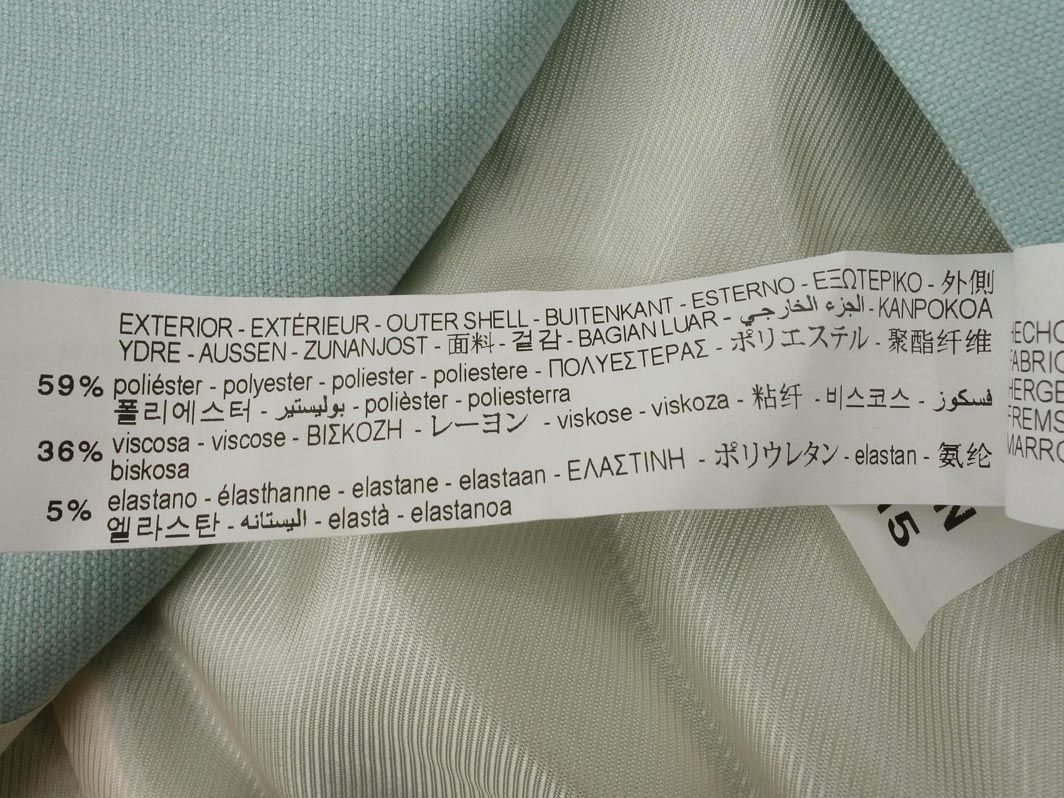 EXTERIOR - EXTÉRIEUR - OUTER SHELL - BUITENKANT - ESTERNO - ΕΞΩΤΕΡΙΚΟ - 外側
YDRE - AUSSEN - ZUNANJOST - 面料 - 겉감 - BAGIAN LUAR - الجزء الخارجي - KANPOKOA
59% poliéster - polyester - poliester - poliestere - ΠΟΛΥΕΣΤΕΡΑΣ - ポリエステル - 聚酯纤维
폴리에스터 - بوليستير - polièster - poliesterra
36% viscosa - viscose - ΒΙΣΚΟΖΗ - レーヨン - viskose - viskoza - 粘纤 - 비스코스 - فسكوز
biskosa
5% elastano - élasthanne - elastane - elastaan - ΕΛΑΣΤΙΝΗ - ポリウレタン - elastan - 氨纶
엘라스탄 - اليستانه - elastà - elastanoa
HECHO
FABRIC
HERGE
FREMS
MARRO
15